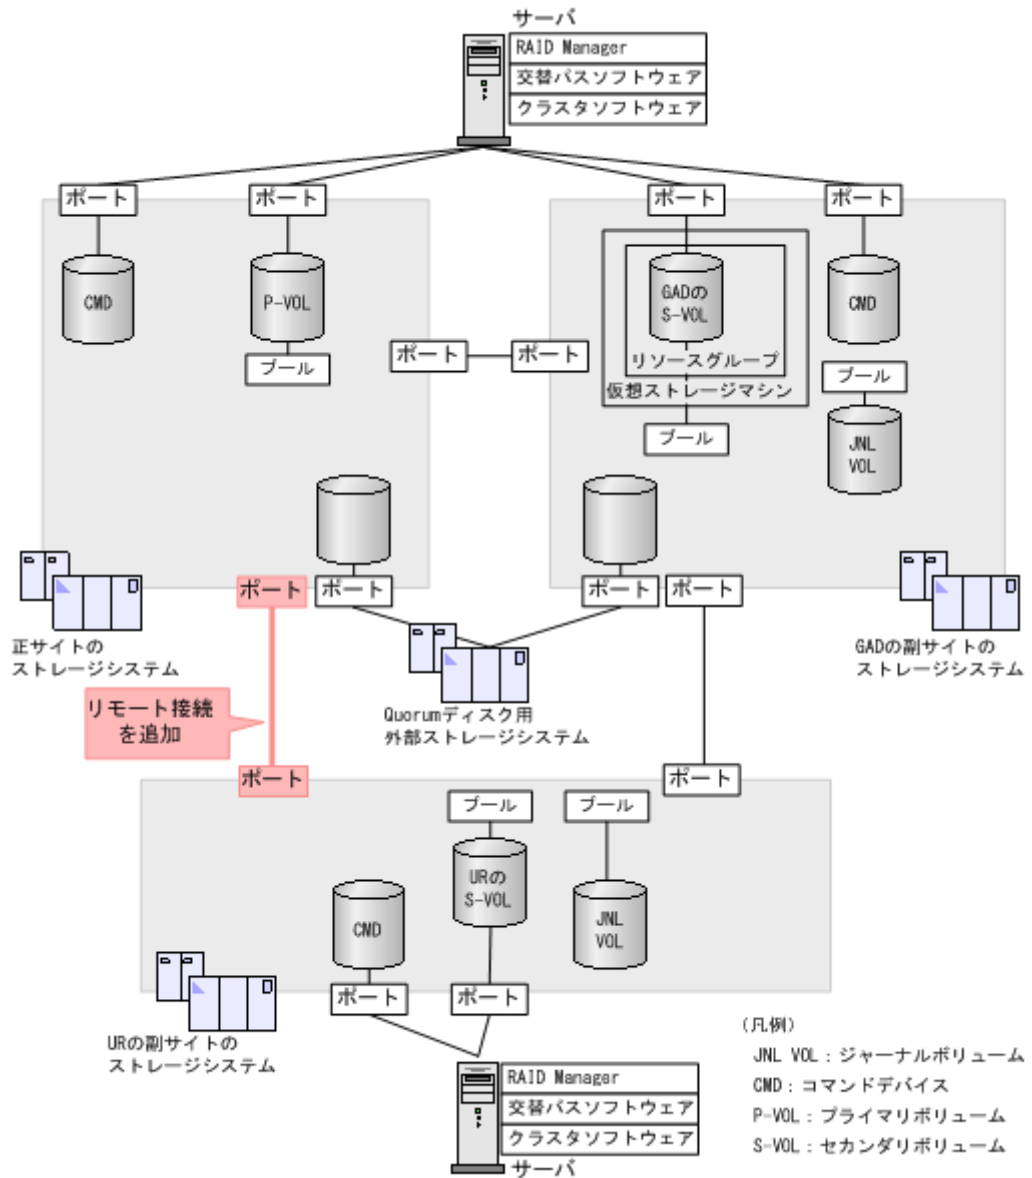 サーバ
RAID Manager
交替パスソフトウェア
クラスタソフトウェア
ポート
ポート
ポート
ポート
CMD
P-VOL
プール
GADの
S-VOL
リソースグループ
仮想ストレージマシン
プール
CMD
プール
JNL
VOL
ポート
ポート
ポート
ポート
ポート
ポート
正サイトの
ストレージシステム
GADの副サイトの
ストレージシステム
Quorumディスク用
外部ストレージシステム
リモート接続
を追加
ポート
ポート
プール
プール
URの
S-VOL
CMD
JNL
VOL
ポート
ポート
URの副サイトの
ストレージシステム
RAID Manager
交替パスソフトウェア
クラスタソフトウェア
サーバ
(凡例)
JNL VOL：ジャーナルボリューム
CMD：コマンドデバイス
P-VOL：プライマリボリューム
S-VOL：セカンダリボリューム